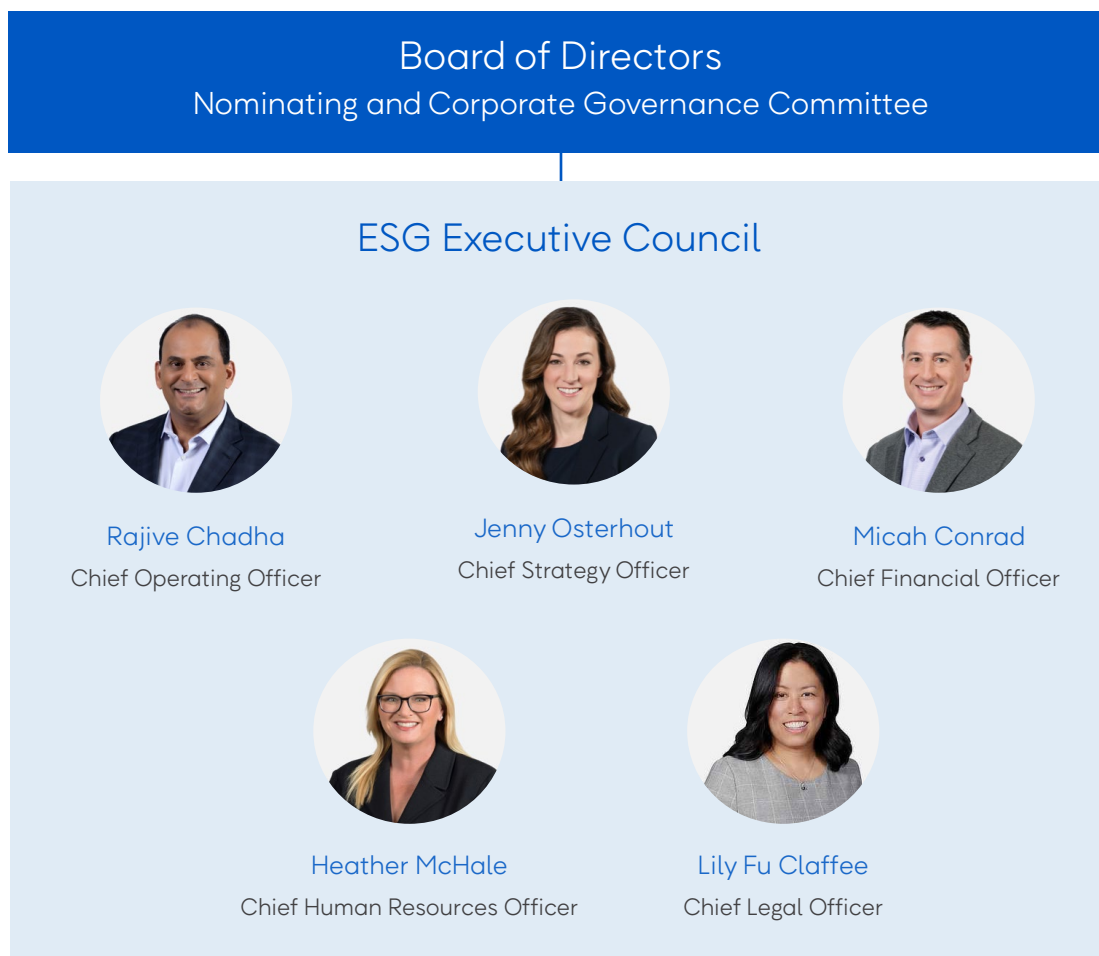 Board of Directors
Nominating and Corporate Governance Committee
ESG Executive Council
Rajive Chadha
Chief Operating Officer
Jenny Osterhout
Chief Strategy Officer
Micah Conrad
Chief Financial Officer
Heather McHale
Chief Human Resources Officer
Lily Fu Claffee
Chief Legal Officer